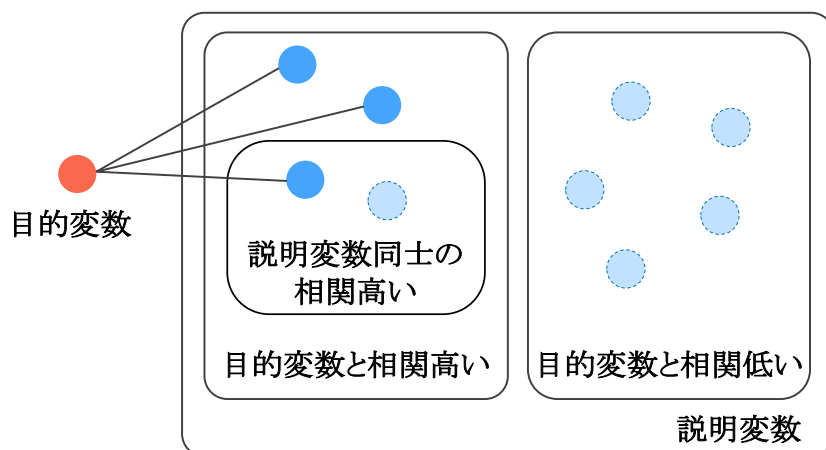 目的変数
説明変数同士の
相関高い
目的変数と相関高い
目的変数と相関低い
説明変数